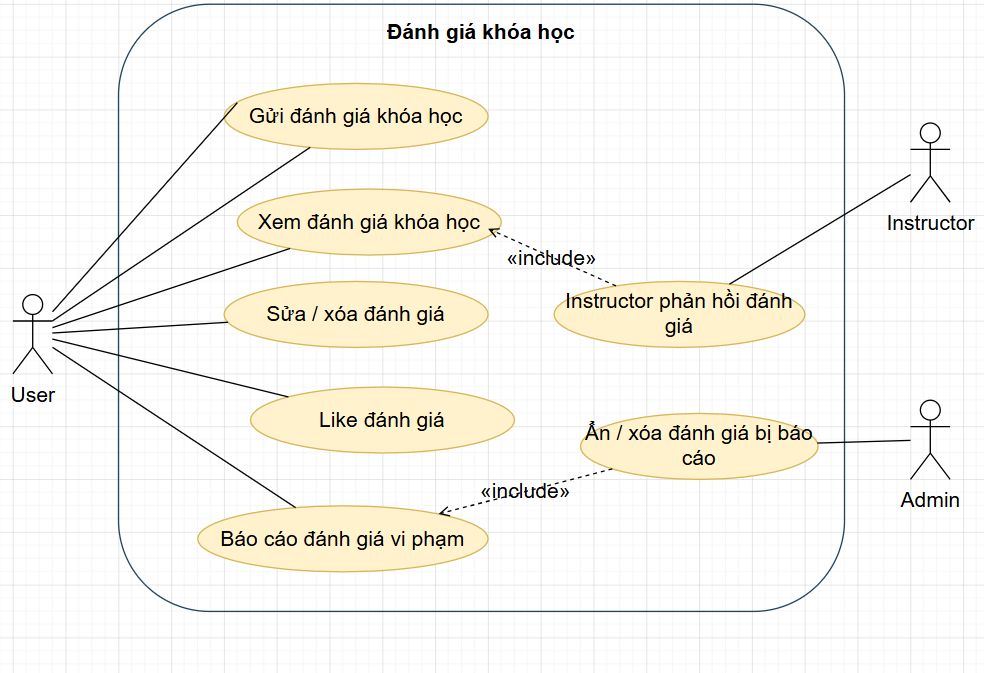 Đánh giá khóa học
Gửi đánh giá khóa học
Xem đánh giá khóa học
«include»
Instructor
Instructor phản hồi đánh
giá
Sửa / xóa đánh giá
User
Like đánh giá
Ẩn / xóa đánh giá bị báo
cáo
Admin
«include»
Báo cáo đánh giá vi phạm